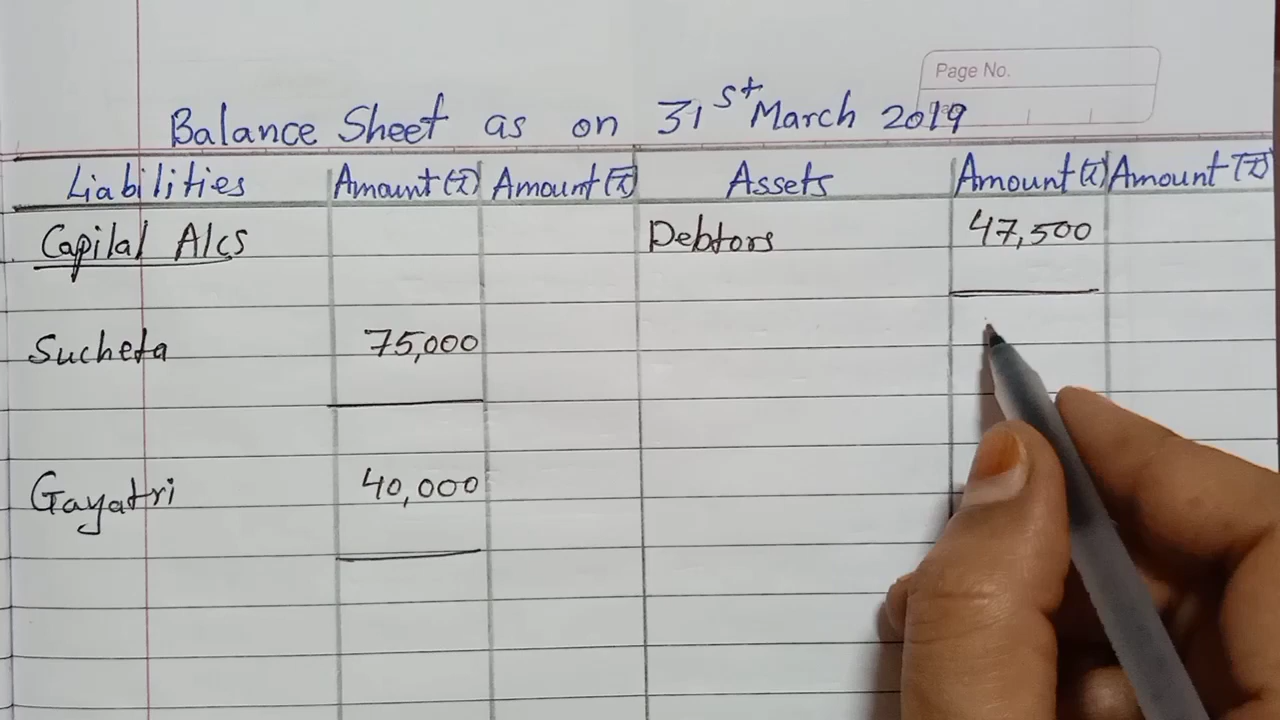 Page No.
Balance Sheet as on 31st March 2019
Liabilities Amount (₹) Amount (₹) Assets Amount (₹) Amount (₹)
Capital A/cs Debtors 47,500
Sucheta 75,000
Gayatri 40,000